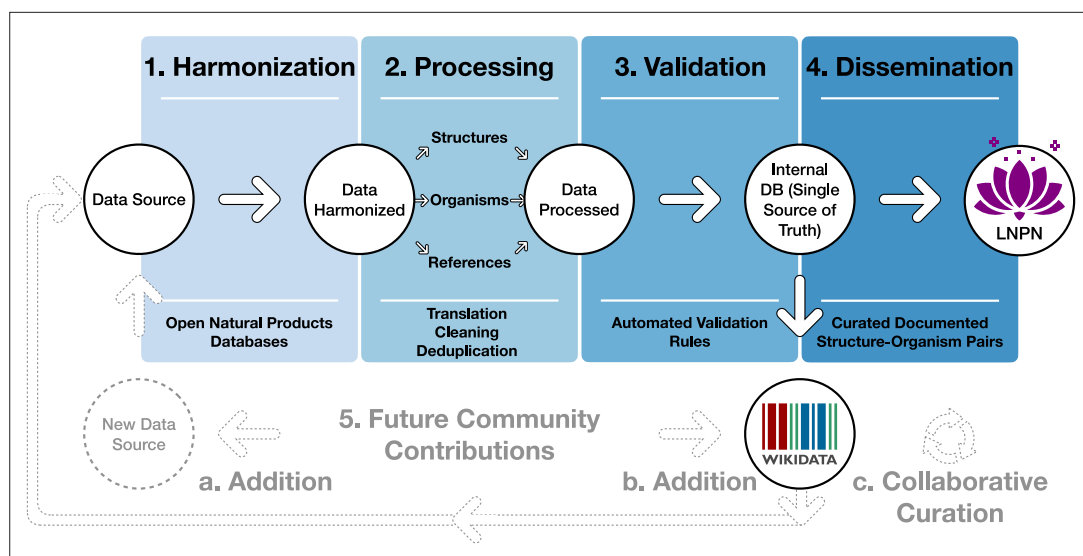 1. Harmonization
2. Processing
3. Validation
4. Dissemination
Data Source
Data
Harmonized
Structures
Organisms
References
Data
Processed
Internal
DB (Single
Source of
Truth)
LNPN
Open Natural Products
Databases
Translation
Cleaning
Deduplication
Automated Validation
Rules
Curated Documented
Structure-Organism Pairs
New Data
Source
5. Future Community
Contributions
WIKIDATA
a. Addition
b. Addition
c. Collaborative
Curation